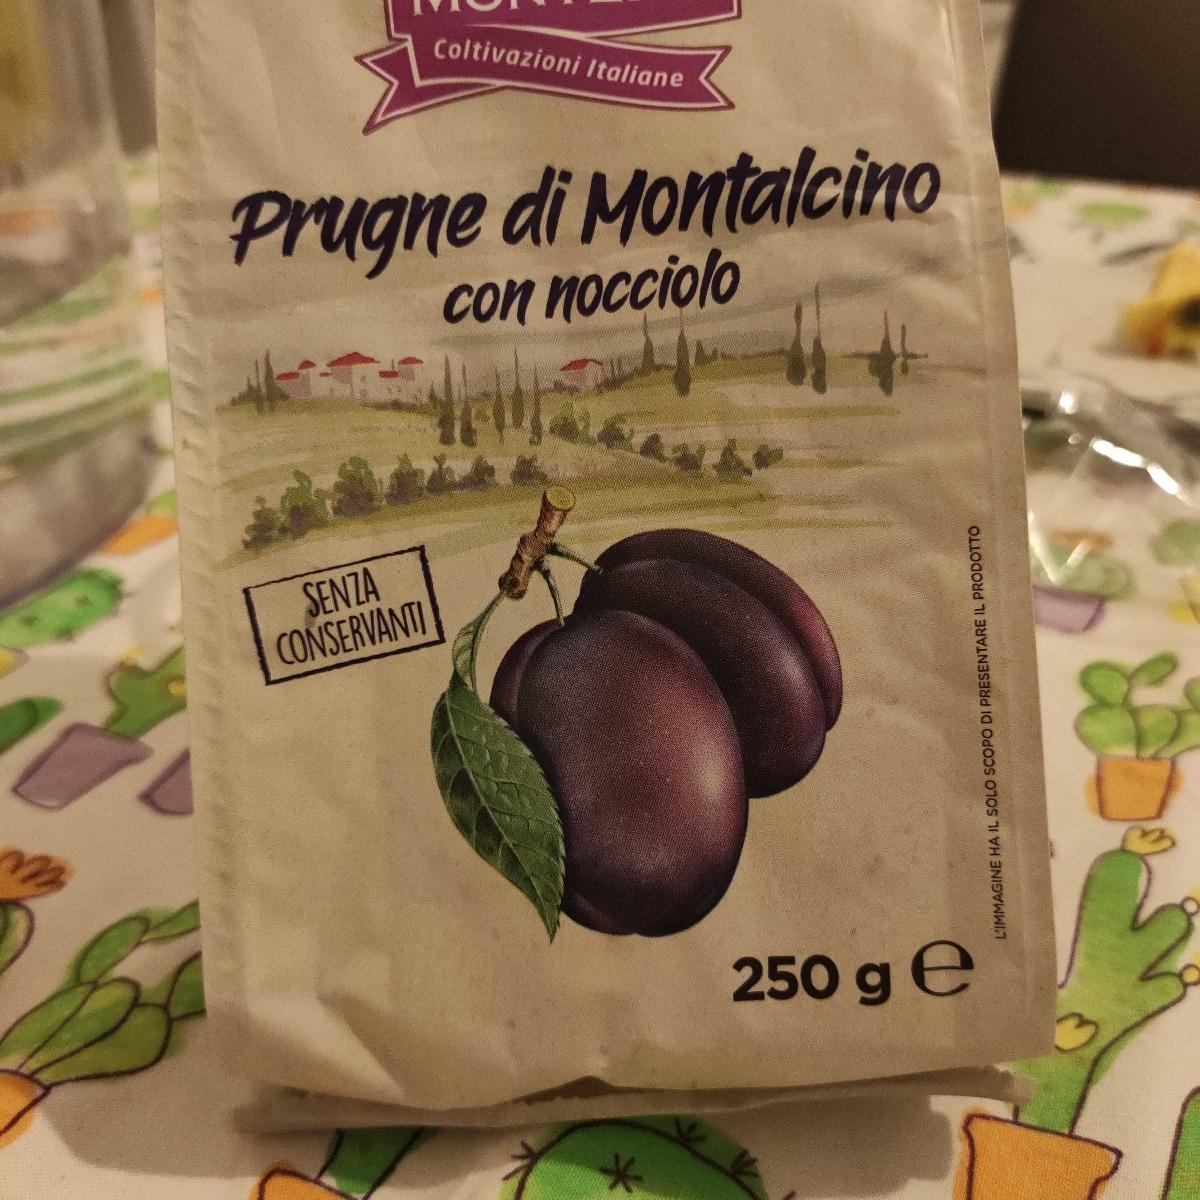 Coltivazioni Italiane
Prugne di Montalcino
con nocciolo
SENZA
CONSERVANTI
L'IMMAGINE HA IL SOLO SCOPO DI PRESENTARE IL PRODOTTO
250 g ℮